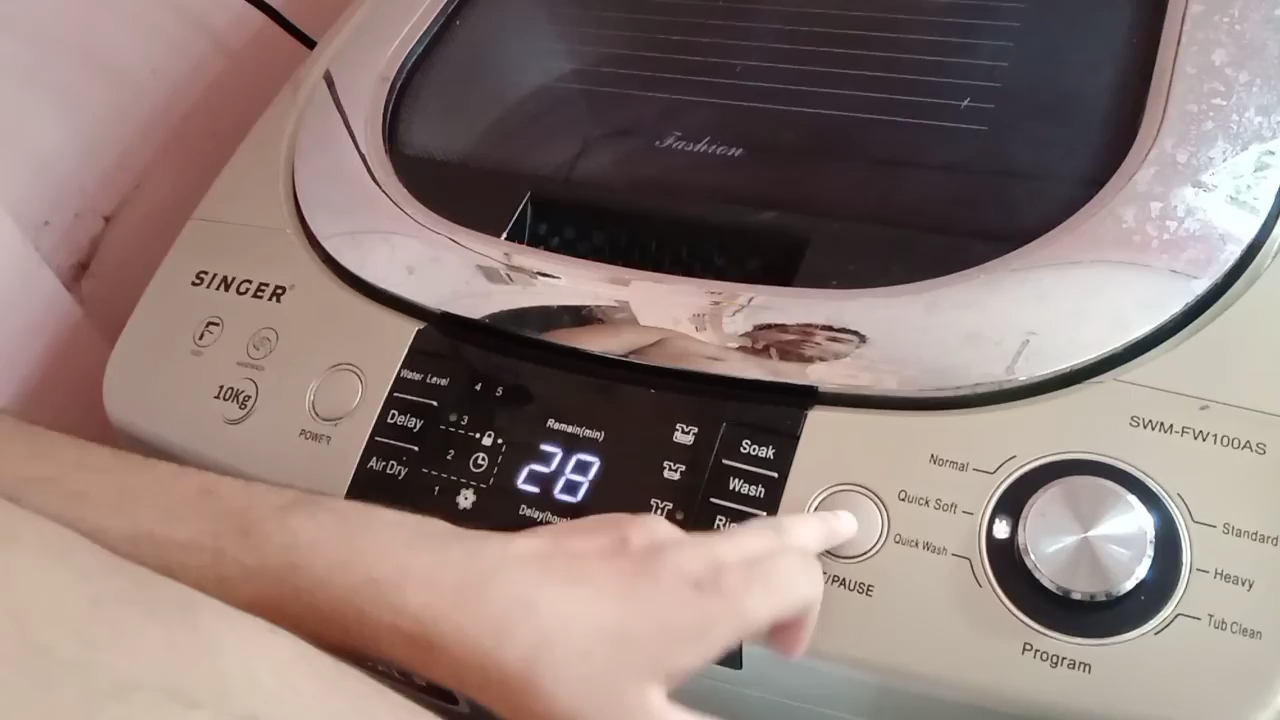 Fashion
SINGER
F
10Kg
POWER
Water Level
Delay
Air Dry
4 5
3
2
1
Remain(min)
28
Soak
Wash
/PAUSE
SWM-FW100AS
Normal
Quick Soft
Quick Wash
Standard
Heavy
Tub Clean
Program